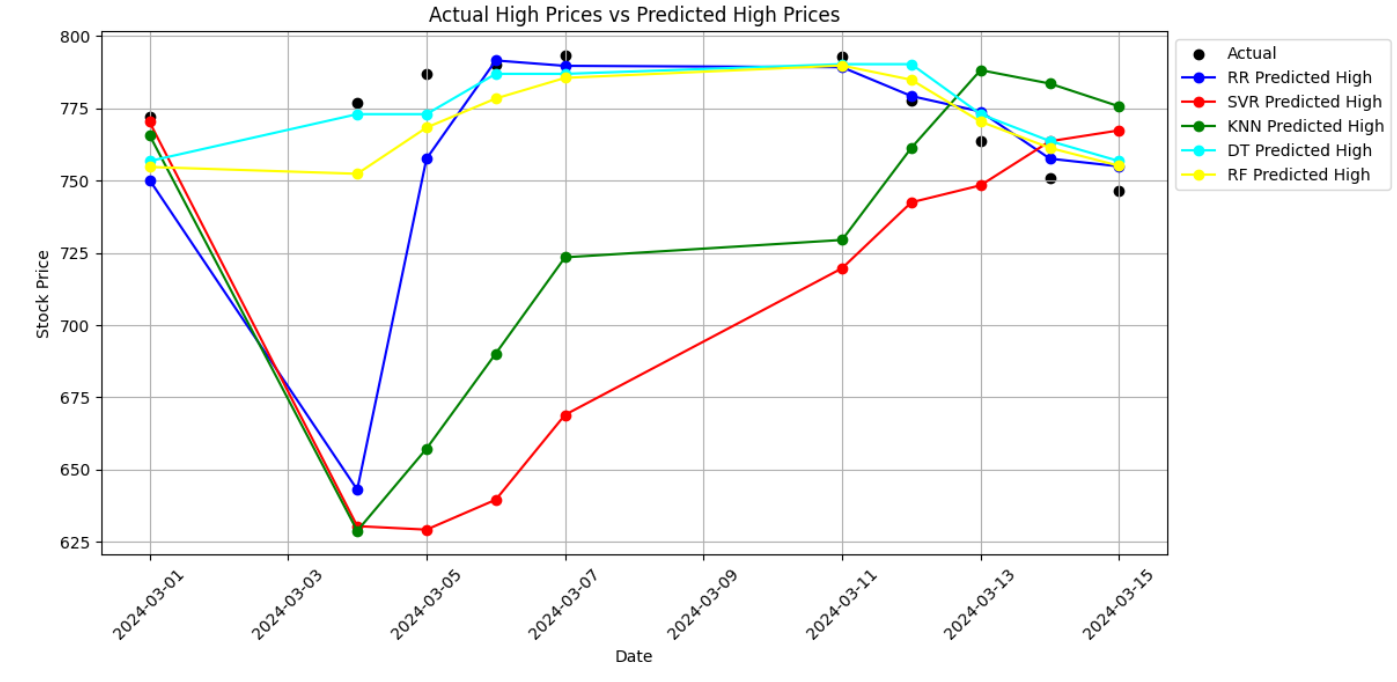 Actual High Prices vs Predicted High Prices
800
775
750
725
700
675
650
625
Stock Price
2024-03-01
2024-03-03
2024-03-05
2024-03-07
2024-03-09
2024-03-11
2024-03-13
2024-03-15
Date
Actual
RR Predicted High
SVR Predicted High
KNN Predicted High
DT Predicted High
RF Predicted High